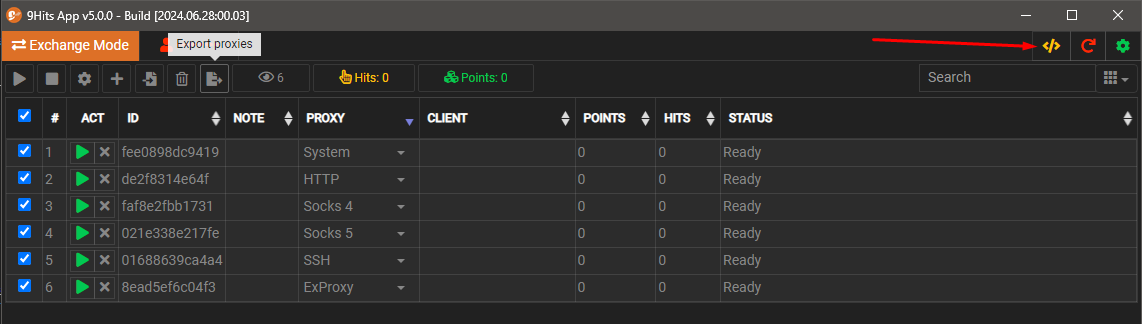 9Hits App v5.0.0 - Build [2024.06.28:00.03]
Exchange Mode
Export proxies
6 Hits: 0 Points: 0 Search
# ACT ID NOTE PROXY CLIENT POINTS HITS STATUS
1 fee0898dc9419 System 0 0 Ready
2 de2f8314e64f HTTP 0 0 Ready
3 faf8e2fbb1731 Socks 4 0 0 Ready
4 021e338e217fe Socks 5 0 0 Ready
5 01688639ca4a4 SSH 0 0 Ready
6 8ead5ef6c04f3 ExProxy 0 0 Ready